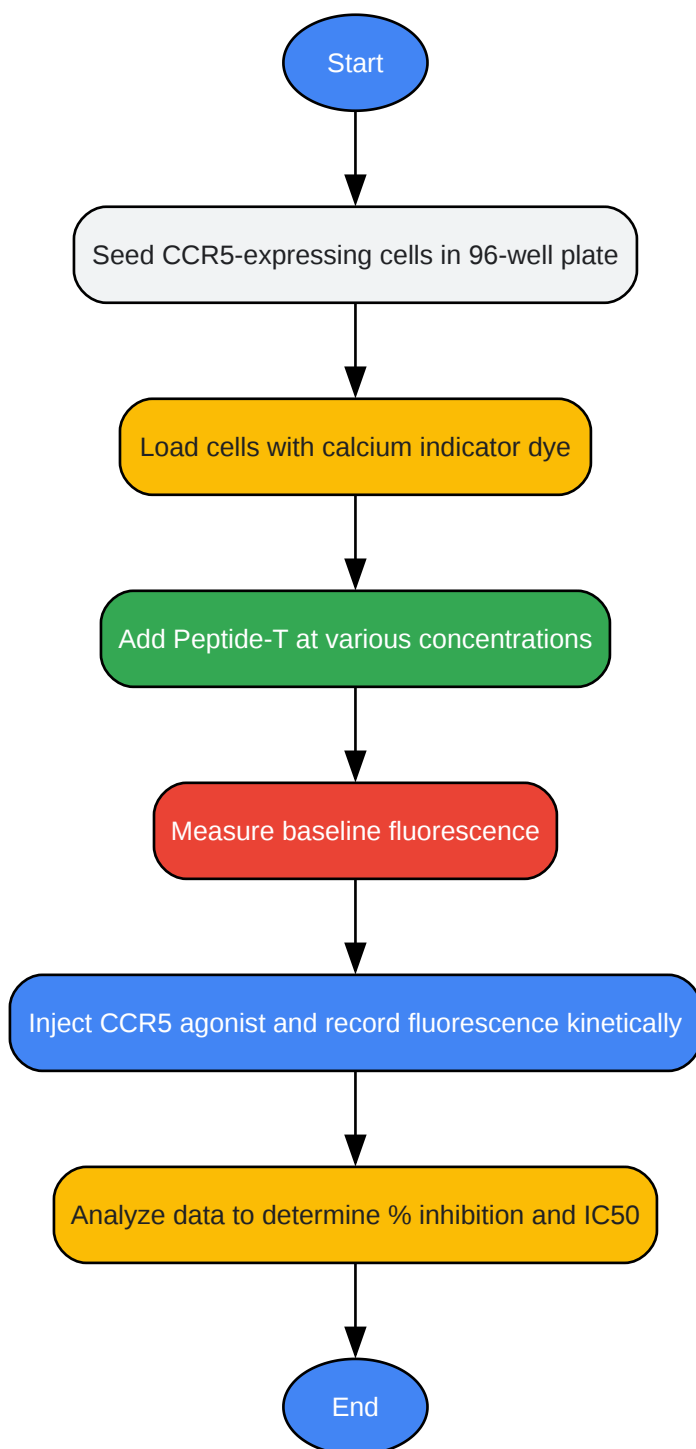 Start
Seed CCR5-expressing cells in 96-well plate
Load cells with calcium indicator dye
Add Peptide-T at various concentrations
Measure baseline fluorescence
Inject CCR5 agonist and record fluorescence kinetically
Analyze data to determine % inhibition and IC50
End